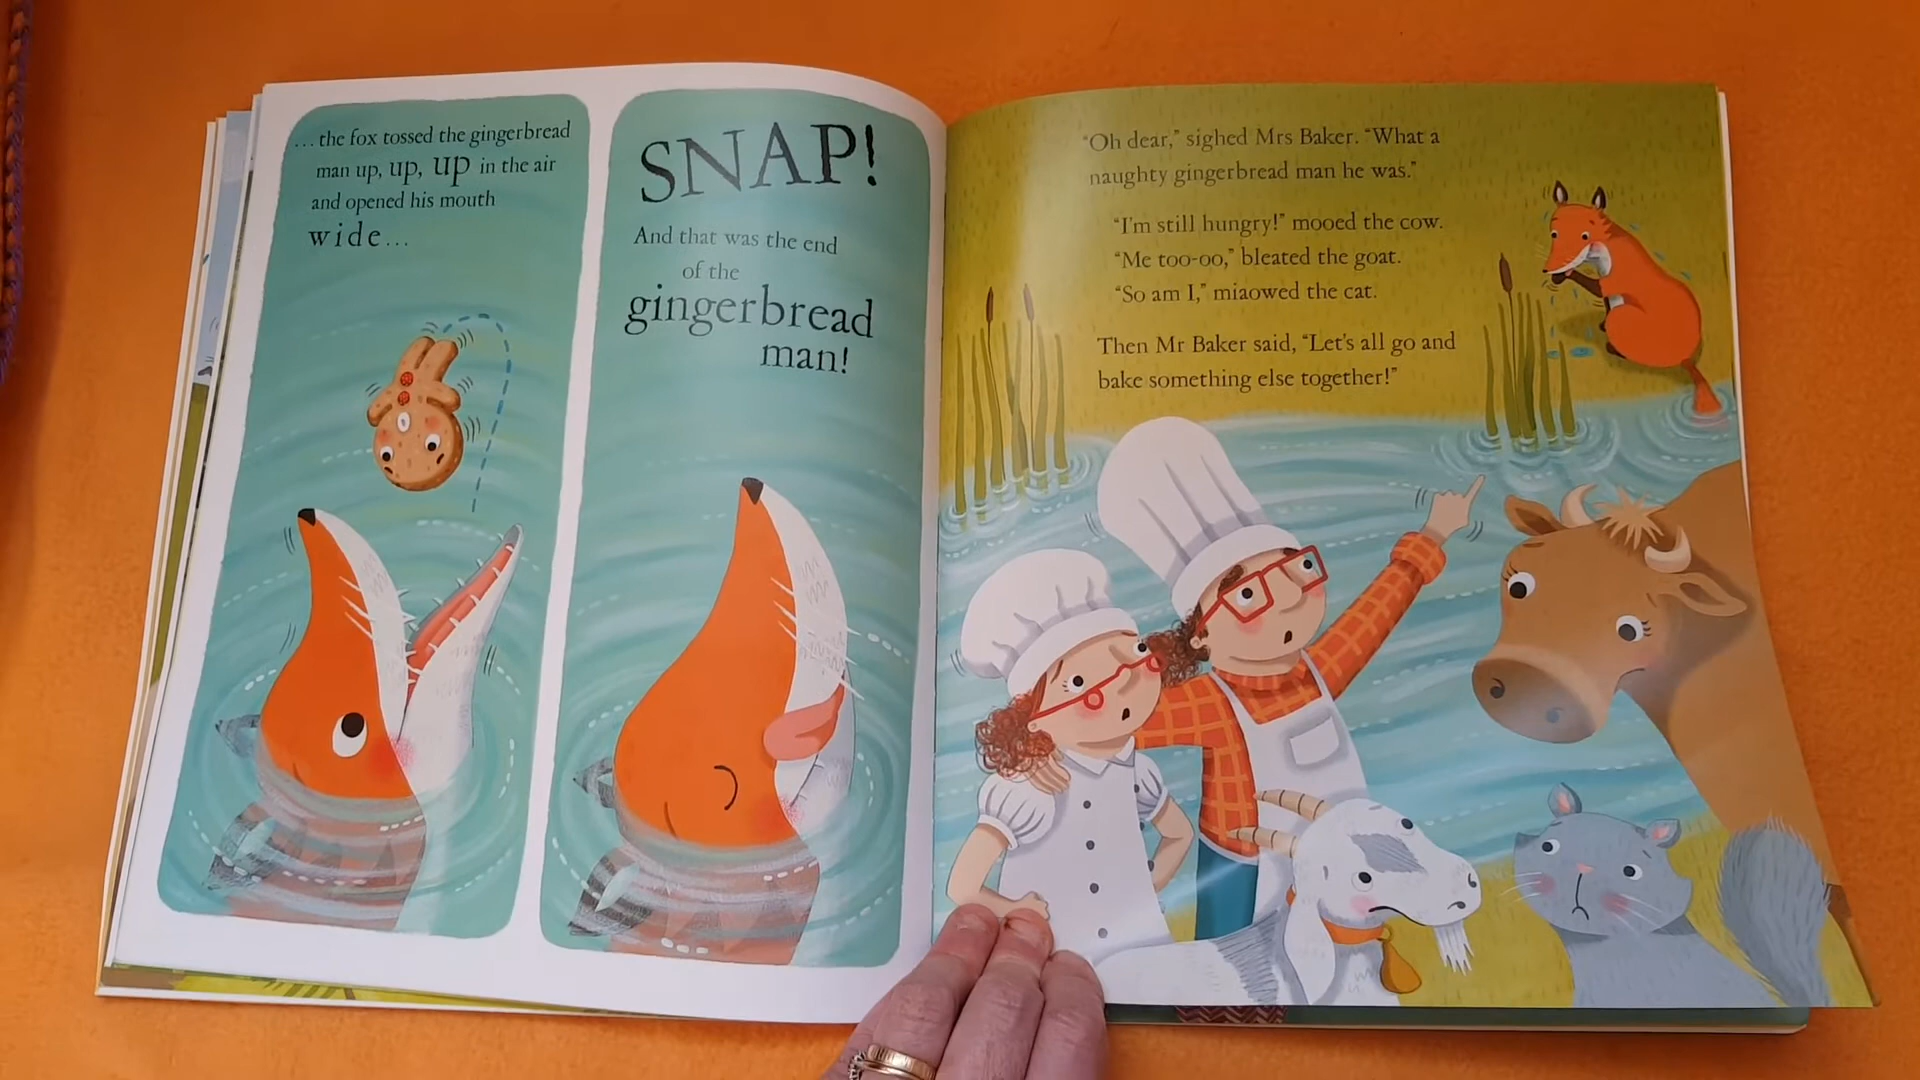 ...the fox tossed the gingerbread
man up, up, up in the air
and opened his mouth
wide...
SNAP!
And that was the end
of the
gingerbread
man!
“Oh dear,” sighed Mrs Baker. “What a
naughty gingerbread man he was.”
“I'm still hungry!” mooed the cow.
“Me too-oo,” bleated the goat.
“So am I,” miaowed the cat.
Then Mr Baker said, “Let's all go and
bake something else together!”